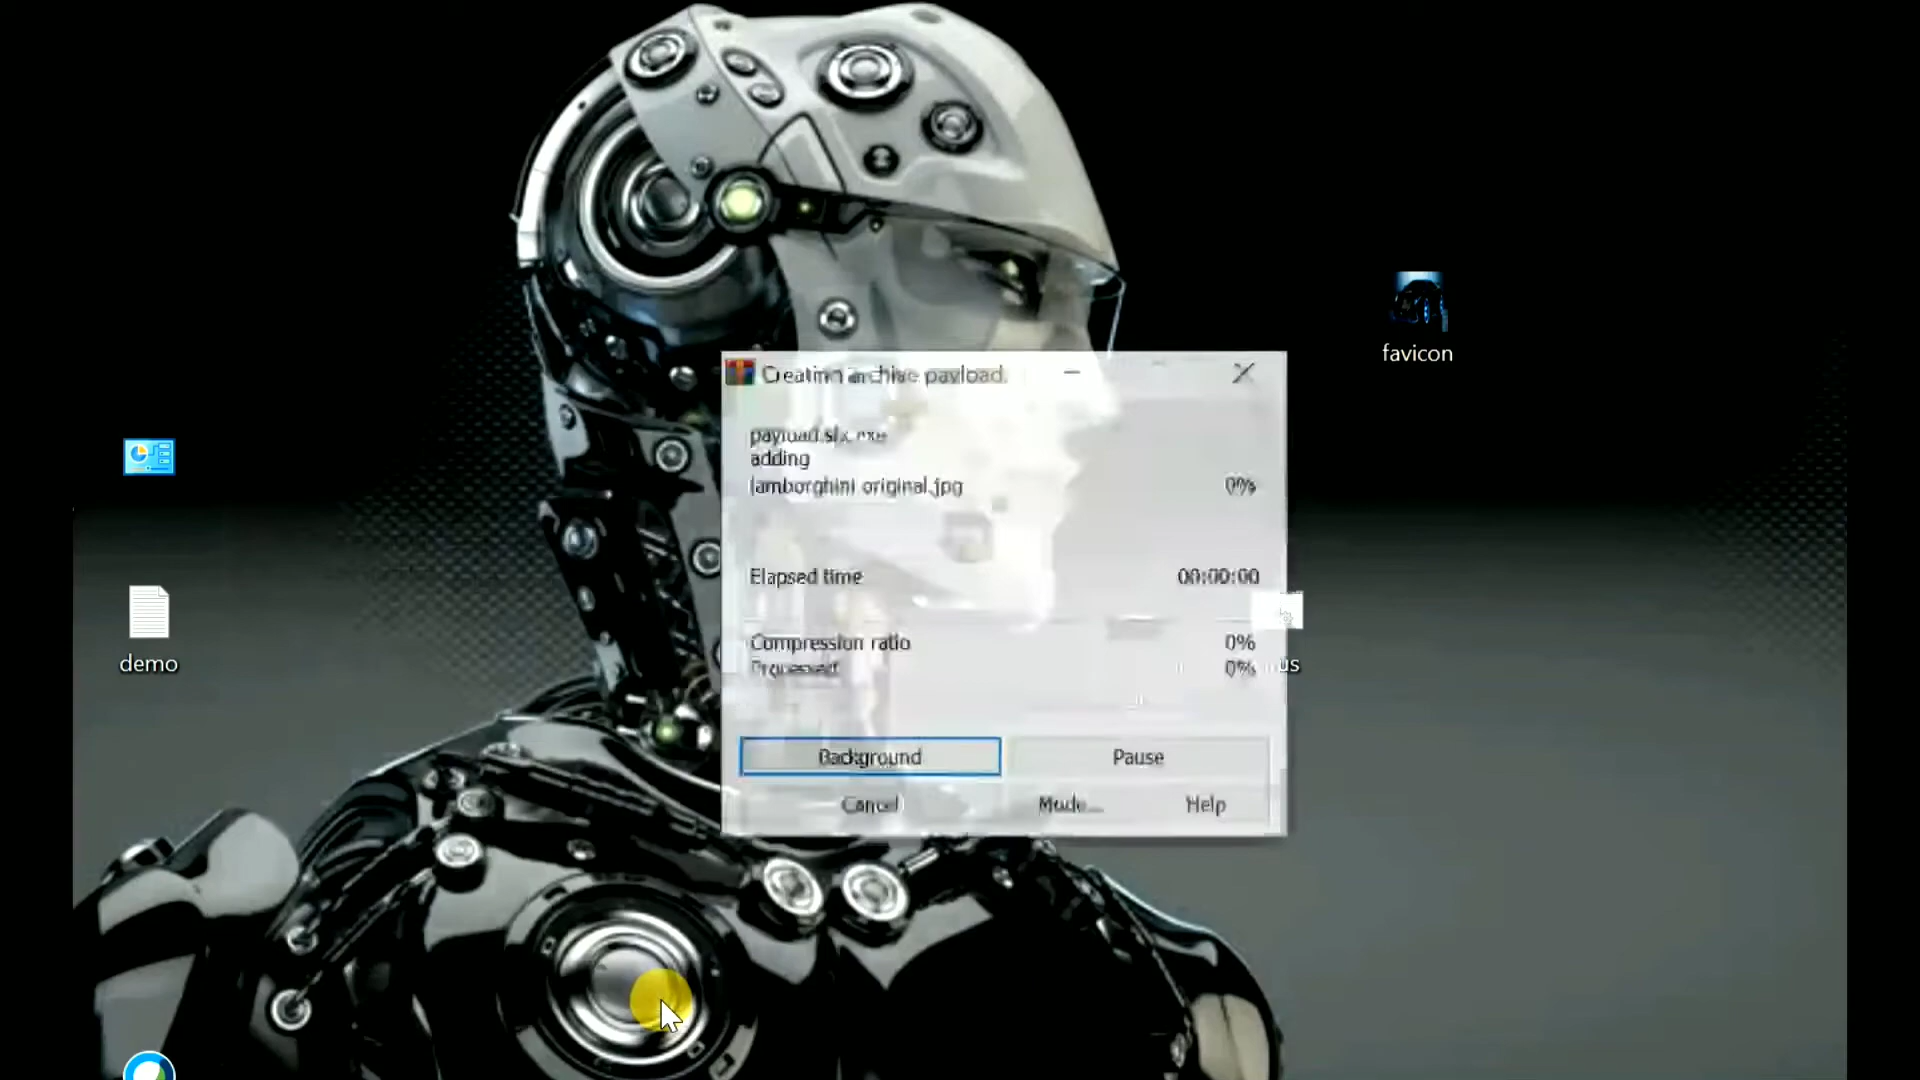 Creating archive payload.
payload.sfx.exe
adding
lamborghini original.jpg 0%
Elapsed time 00:00:00
Compression ratio 0%
Processed 0%
Background Pause
Cancel Mode... Help
favicon
demo
us